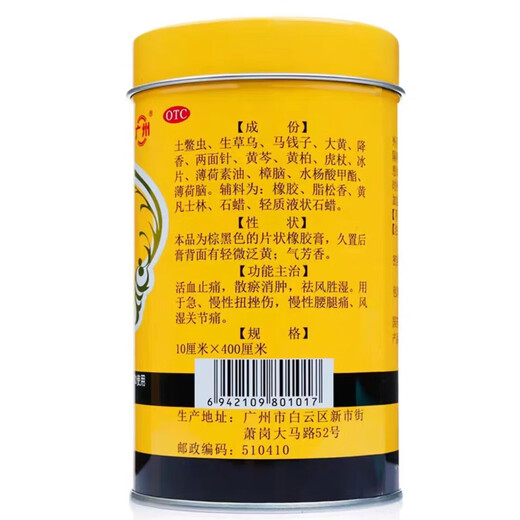 广州®
OTC
【成 份】
土鳖虫、生草乌、马钱子、大黄、降
香、两面针、黄芩、黄柏、虎杖、冰
片、薄荷素油、樟脑、水杨酸甲酯、
薄荷脑。辅料为：橡胶、脂松香、黄
凡士林、石蜡、轻质液状石蜡。
【性 状】
本品为棕黑色的片状橡胶膏，久置后
膏背面有轻微泛黄；气芳香。
【功能主治】
活血止痛，散瘀消肿，祛风胜湿。用
于急、慢性扭挫伤，慢性腰腿痛、风
湿关节痛。
【规 格】
10厘米×400厘米
使用
6 942109 801017
生产地址：广州市白云区新市街
萧岗大马路52号
邮政编码：510410